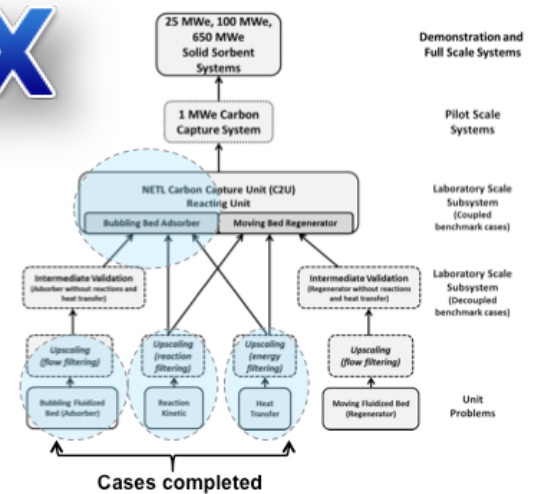 X
25 MWe, 100 MWe,
650 MWe
Solid Sorbent
Systems
Demonstration and
Full Scale Systems
1 MWe Carbon
Capture System
Pilot Scale
Systems
NETL Carbon Capture Unit (C2U)
Reacting Unit
Bubbling Bed Adsorber
Moving Bed Regenerator
Laboratory Scale
Subsystem
(Coupled
benchmark cases)
Intermediate Validation
(Adsorber without reactions and
heat transfer)
Intermediate Validation
(Regenerator without reactions
and heat transfer)
Laboratory Scale
Subsystem
(Decoupled
benchmark cases)
Upscaling
(flow filtering)
Upscaling
(reaction
filtering)
Upscaling
(energy
filtering)
Upscaling
(flow filtering)
Bubbling Fluidized
Bed (Adsorber)
Reaction
Kinetic
Heat
Transfer
Moving Fluidized Bed
(Regenerator)
Unit
Problems
Cases completed